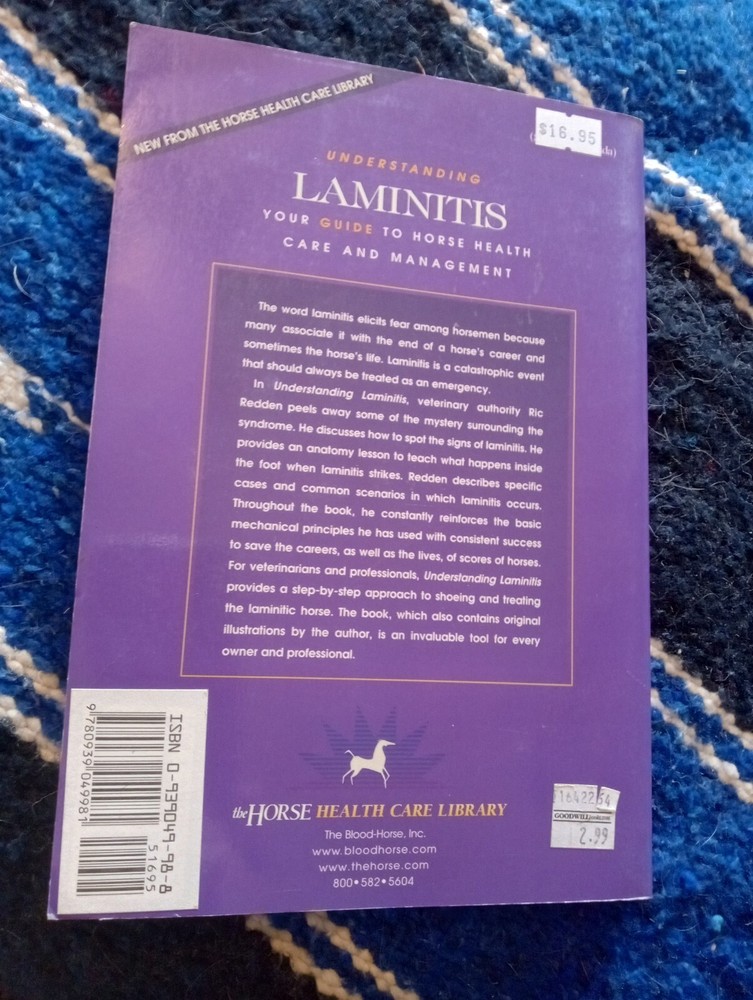 NEW FROM THE HORSE HEALTH CARE LIBRARY
$16.95
da)
UNDERSTANDING
LAMINITIS
YOUR GUIDE TO HORSE HEALTH
CARE AND MANAGEMENT
The word laminitis elicits fear among horsemen because
many associate it with the end of a horse's career and
sometimes the horse's life. Laminitis is a catastrophic event
that should always be treated as an emergency.
In Understanding Laminitis, veterinary authority Ric
Redden peels away some of the mystery surrounding the
syndrome. He discusses how to spot the signs of laminitis. He
provides an anatomy lesson to teach what happens inside
the foot when laminitis strikes. Redden describes specific
cases and common scenarios in which laminitis occurs.
Throughout the book, he constantly reinforces the basic
mechanical principles he has used with consistent success
to save the careers, as well as the lives, of scores of horses.
For veterinarians and professionals, Understanding Laminitis
provides a step-by-step approach to shoeing and treating
the laminitic horse. The book, which also contains original
illustrations by the author, is an invaluable tool for every
owner and professional.
ISBN 0-939049-98-8
51695
9780939049981
the HORSE HEALTH CARE LIBRARY
The Blood-Horse, Inc.
www.bloodhorse.com
www.thehorse.com
800•582•5604
GOODWILL
2.99